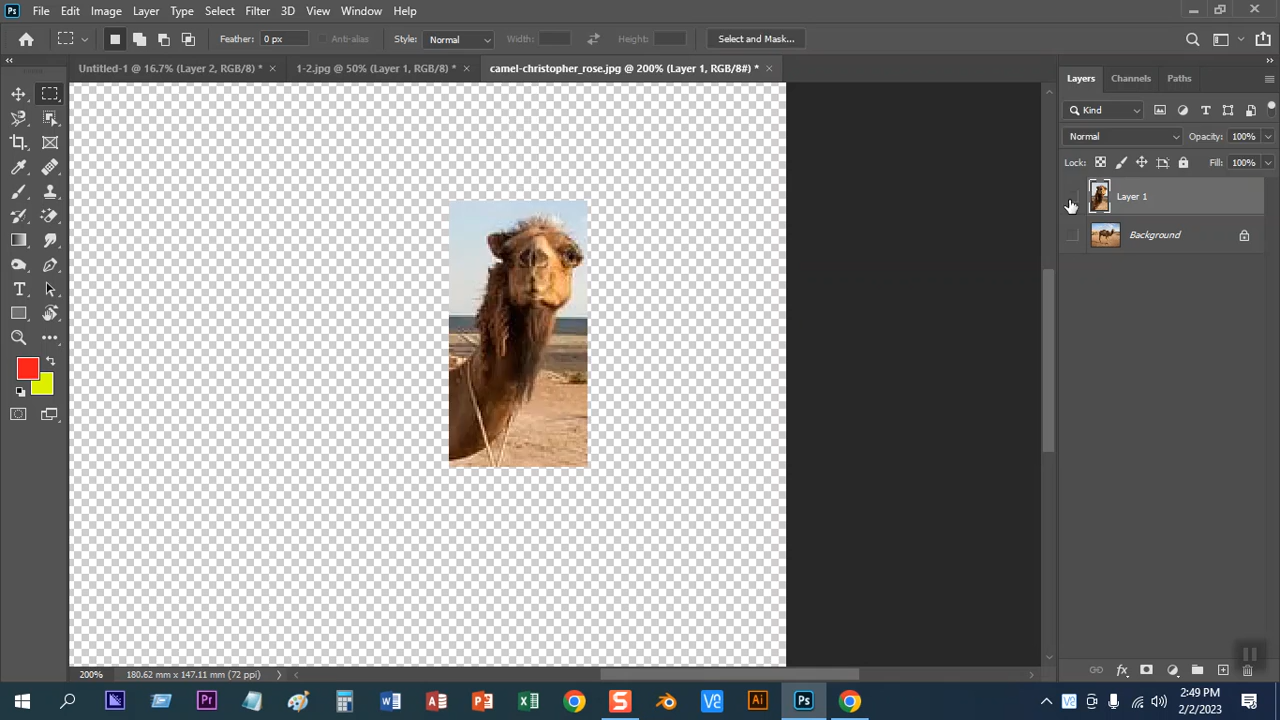 Ps File Edit Image Layer Type Select Filter 3D View Window Help
Feather: 0 px Anti-alias Style: Normal Width: Height: Select and Mask...
Untitled-1 @ 16.7% (Layer 2, RGB/8) * × 1-2.jpg @ 50% (Layer 1, RGB/8) * × camel-christopher_rose.jpg @ 200% (Layer 1, RGB/8#) * ×
Layers Channels Paths
Kind
Normal Opacity: 100%
Lock: Fill: 100%
Layer 1
Background
200% 180.62 mm x 147.11 mm (72 ppi)
2:49 PM
2/2/2023